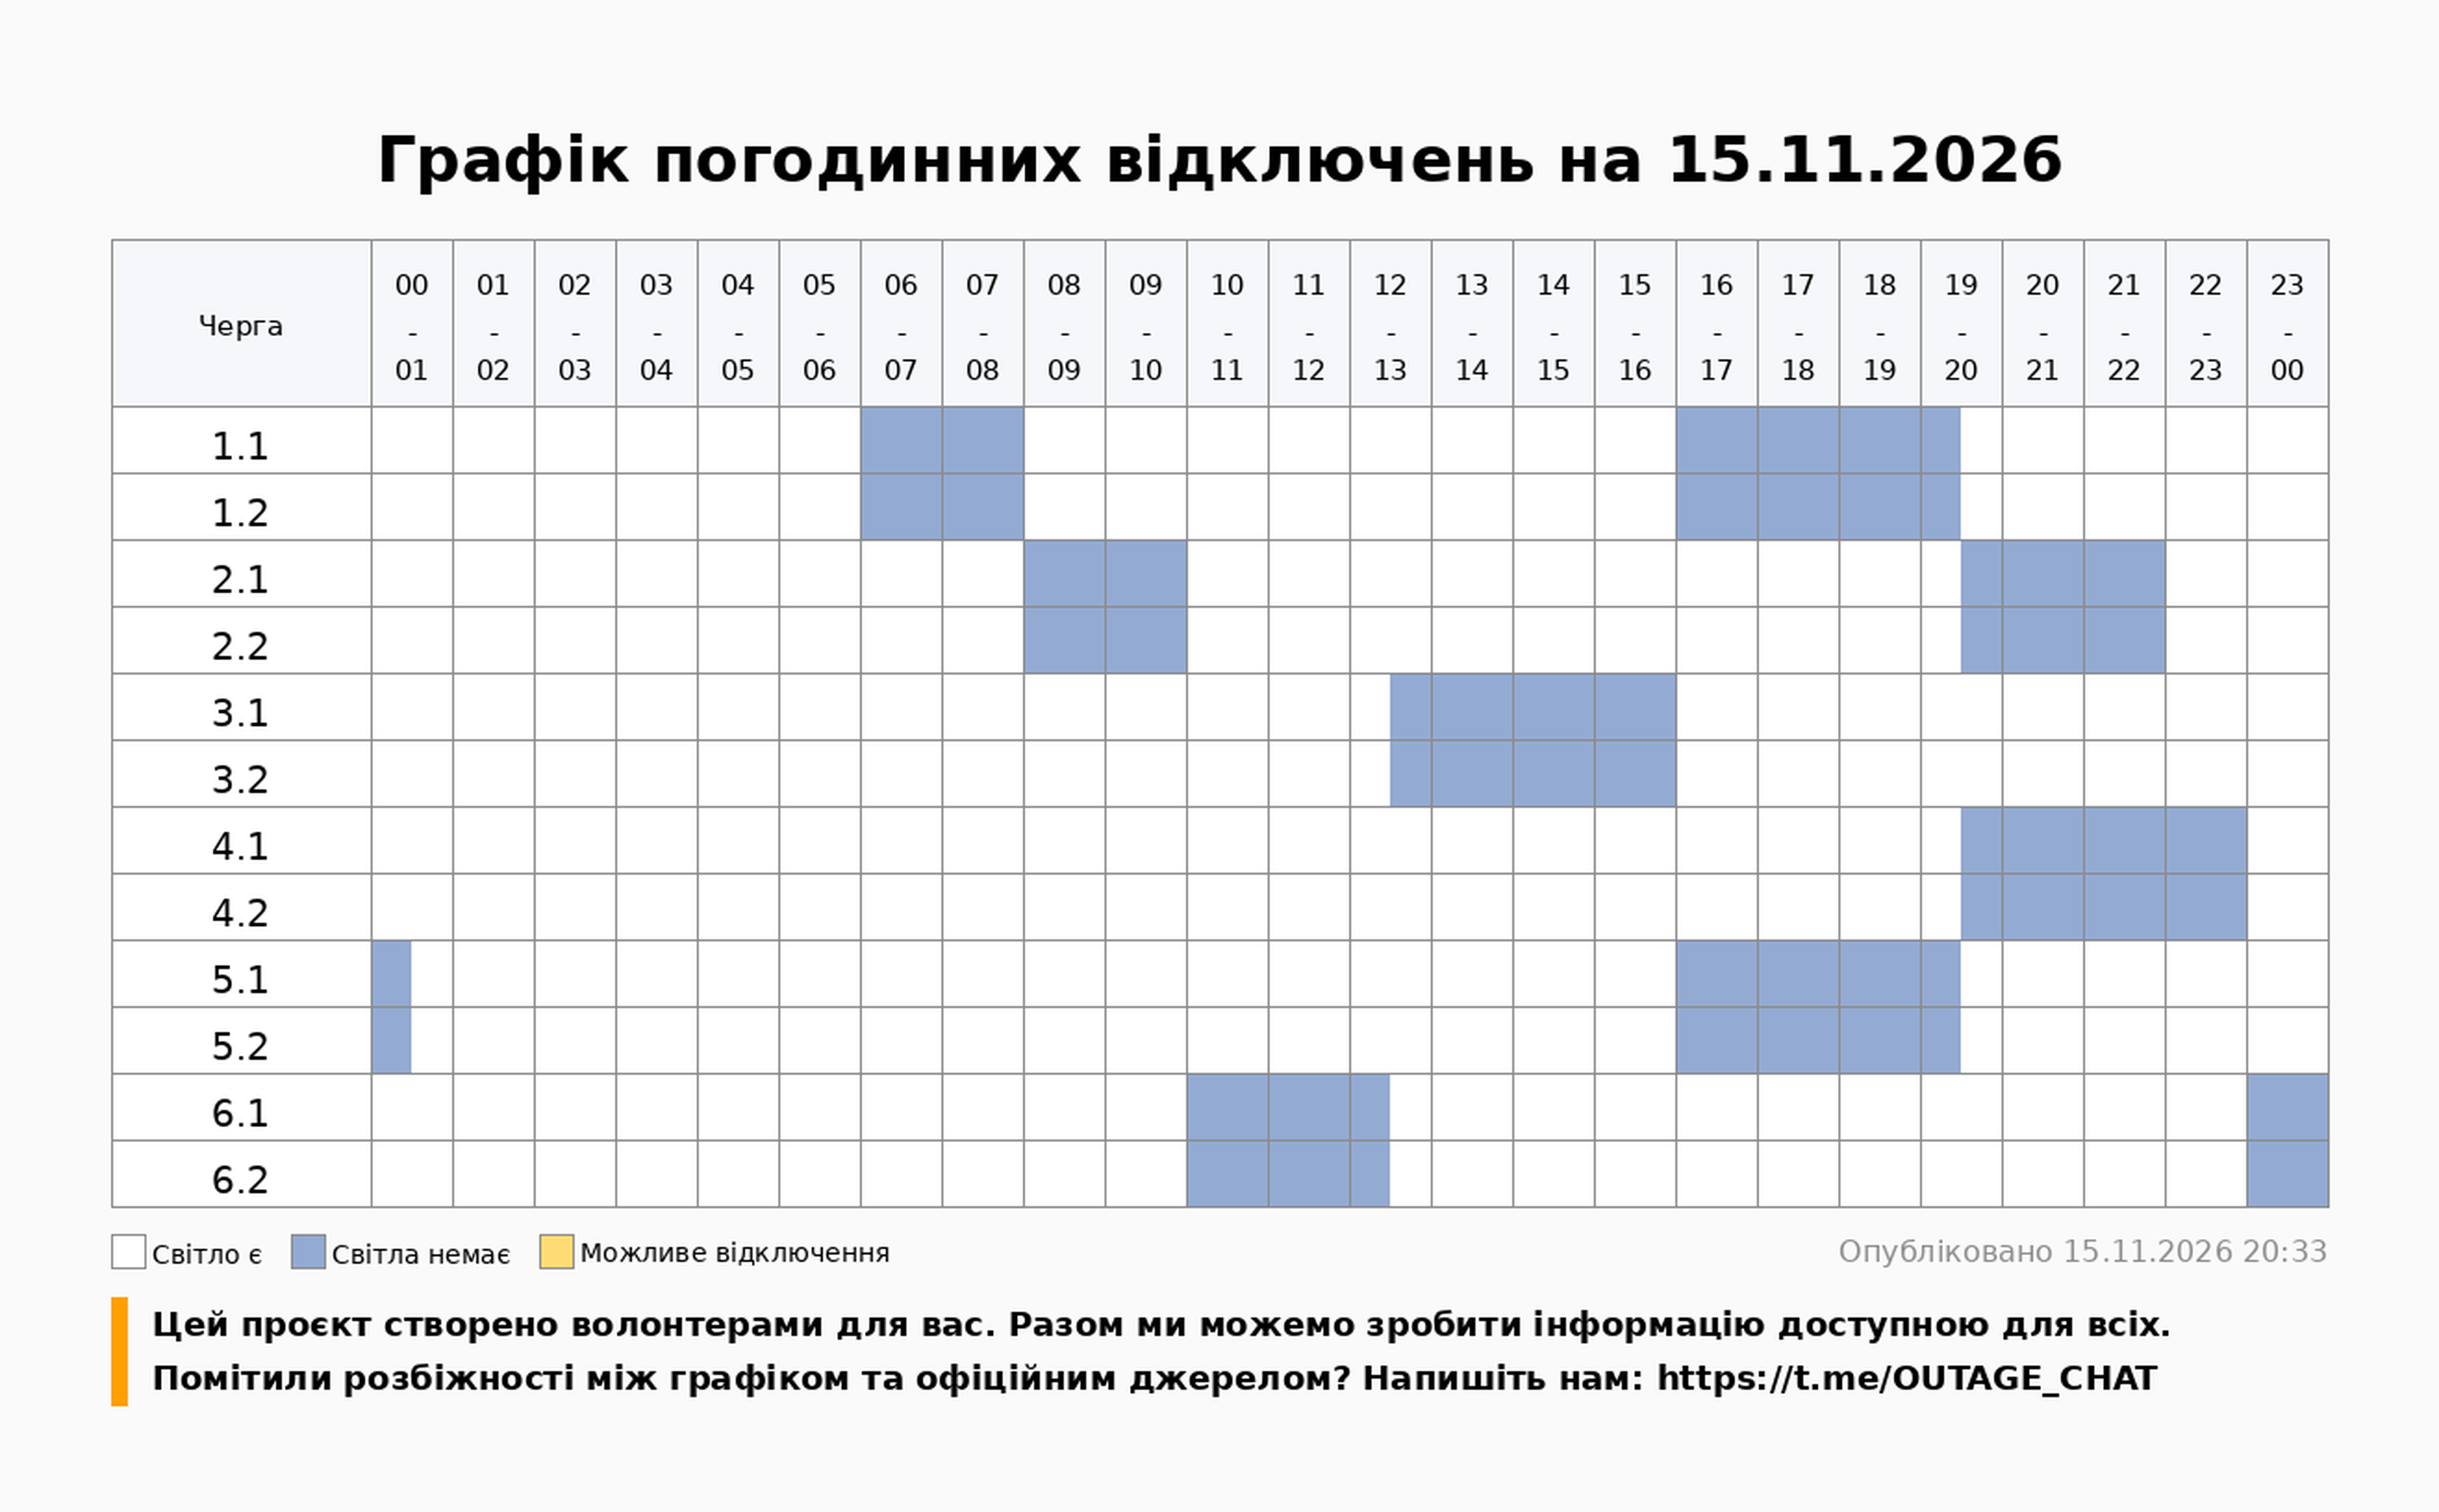 Графік погодинних відключень на 15.11.2026
Черга 00 - 01 01 - 02 02 - 03 03 - 04 04 - 05 05 - 06 06 - 07 07 - 08 08 - 09 09 - 10 10 - 11 11 - 12 12 - 13 13 - 14 14 - 15 15 - 16 16 - 17 17 - 18 18 - 19 19 - 20 20 - 21 21 - 22 22 - 23 23 - 00
1.1
1.2
2.1
2.2
3.1
3.2
4.1
4.2
5.1
5.2
6.1
6.2
Світло є Світла немає Можливе відключення Опубліковано 15.11.2026 20:33
Цей проєкт створено волонтерами для вас. Разом ми можемо зробити інформацію доступною для всіх.
Помітили розбіжності між графіком та офіційним джерелом? Напишіть нам: https://t.me/OUTAGE_CHAT